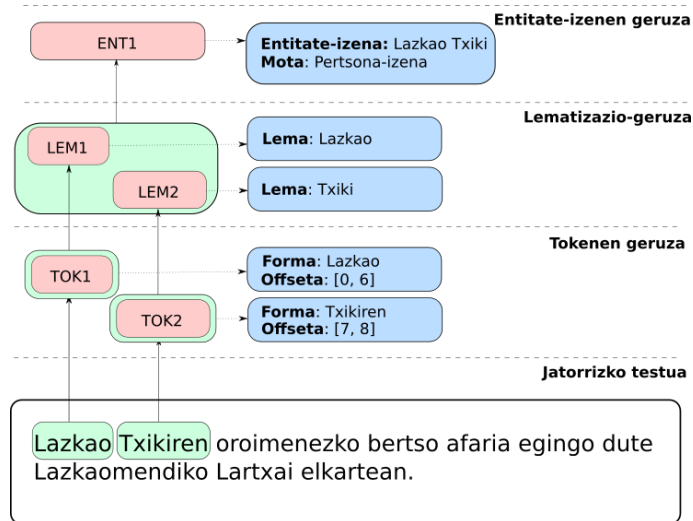 Entitate-izenen geruza
ENT1
Entitate-izena: Lazkao Txiki
Mota: Pertsona-izena
Lematizazio-geruza
LEM1
Lema: Lazkao
LEM2
Lema: Txiki
Tokenen geruza
TOK1
Forma: Lazkao
Offseta: [0, 6]
TOK2
Forma: Txikiren
Offseta: [7, 8]
Jatorrizko testua
Lazkao Txikiren oroimenezko bertso afaria egingo dute
Lazkaomendiko Lartxai elkartean.